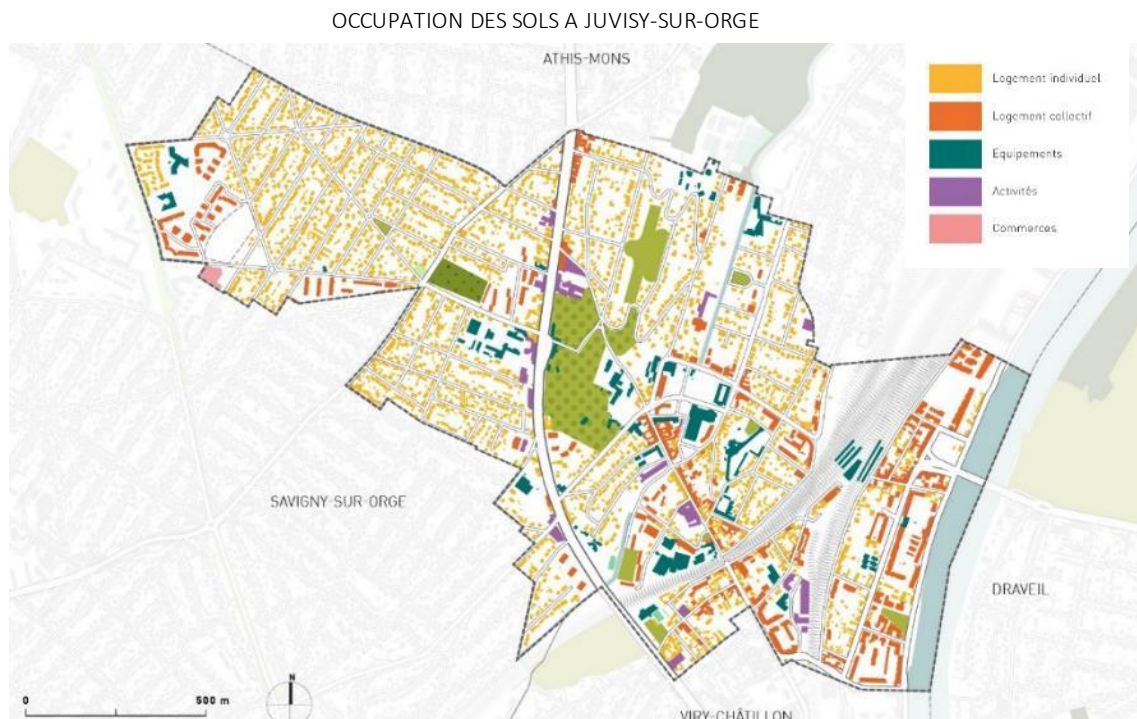 OCCUPATION DES SOLS A JUVISY-SUR-ORGE
ATHIS-MONS
Logement individuel
Logement collectif
Equipements
Activités
Commerces
SAVIGNY-SUR-ORGE
DRAVEIL
N
0 500 m
VIRY-CHÂTILLON